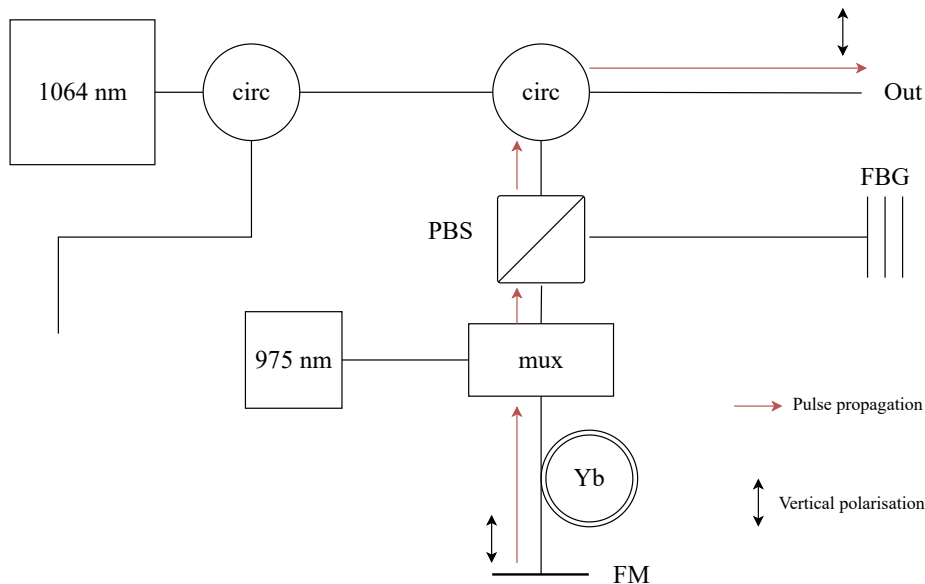 1064 nm
circ
circ
Out
FBG
PBS
975 nm
mux
Pulse propagation
Yb
Vertical polarisation
FM